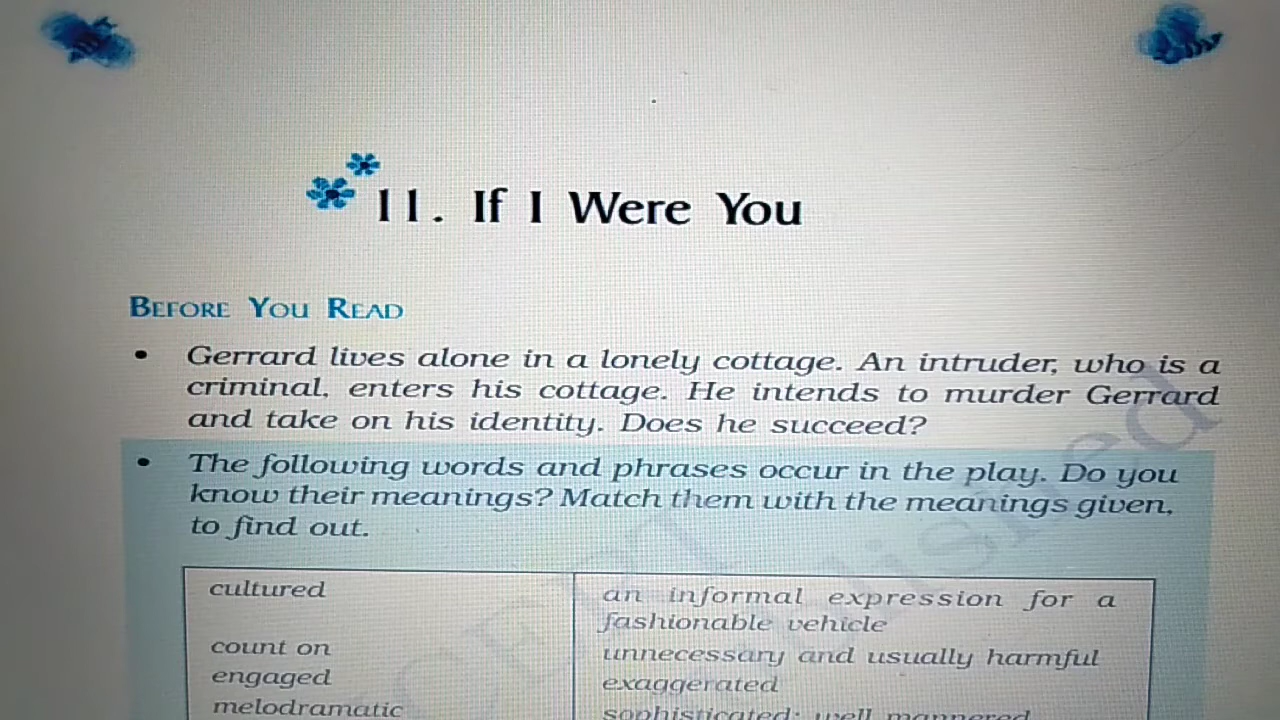 11. If I Were You
BEFORE YOU READ
• Gerrard lives alone in a lonely cottage. An intruder, who is a
criminal, enters his cottage. He intends to murder Gerrard
and take on his identity. Does he succeed?
• The following words and phrases occur in the play. Do you
know their meanings? Match them with the meanings given,
to find out.
cultured
an informal expression for a
fashionable vehicle
count on
unnecessary and usually harmful
engaged
exaggerated
melodramatic
sophisticated; well mannered